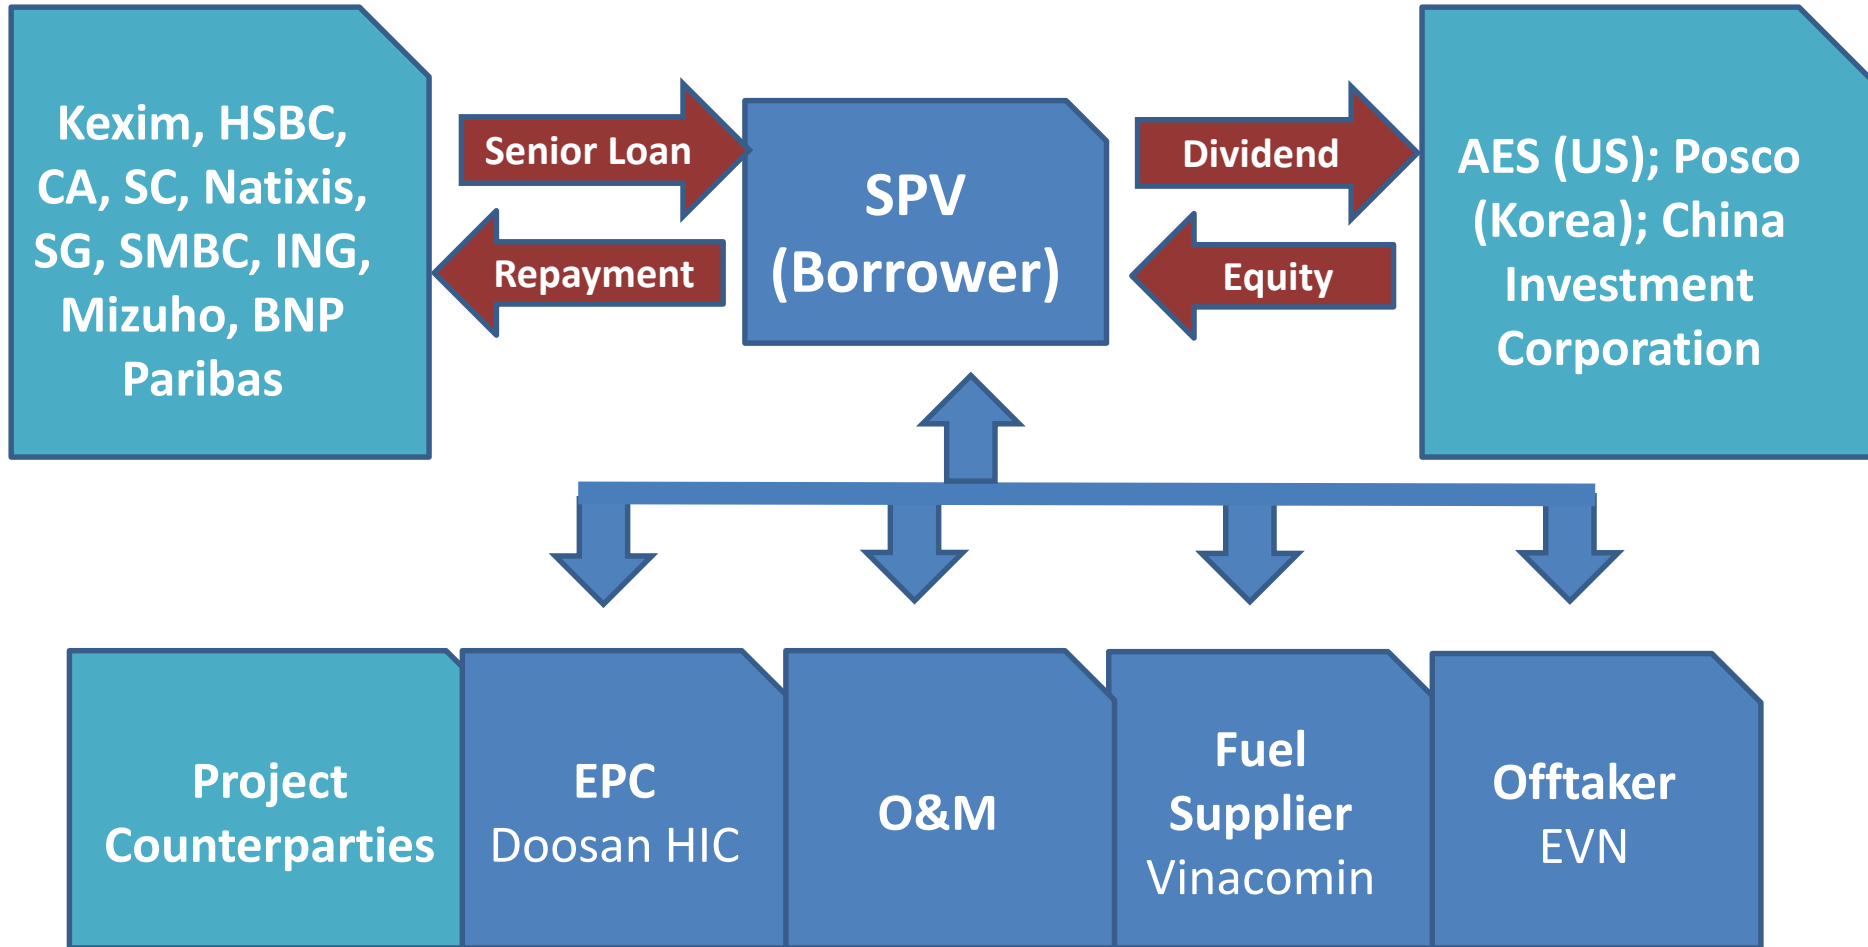 Kexim, HSBC,
CA, SC, Natixis,
SG, SMBC, ING,
Mizuho, BNP
Paribas
Senior Loan
Repayment
SPV
(Borrower)
Dividend
Equity
AES (US); Posco
(Korea); China
Investment
Corporation
Project
Counterparties
EPC
Doosan HIC
O&M
Fuel
Supplier
Vinacomin
Offtaker
EVN